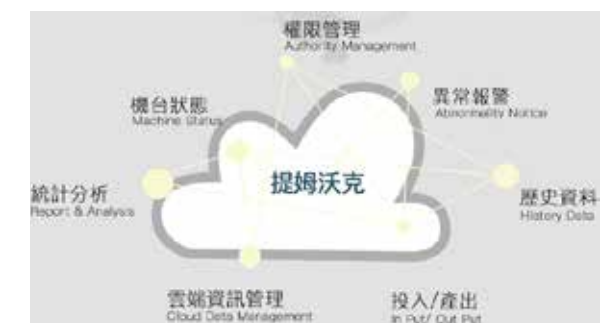 權限管理
Authority Management
異常報警
Abnormality Notice
機台狀態
Machine Status
提姆沃克
統計分析
Report & Analysis
歷史資料
History Data
雲端資訊管理
Cloud Data Management
投入/產出
In Put/ Out Put